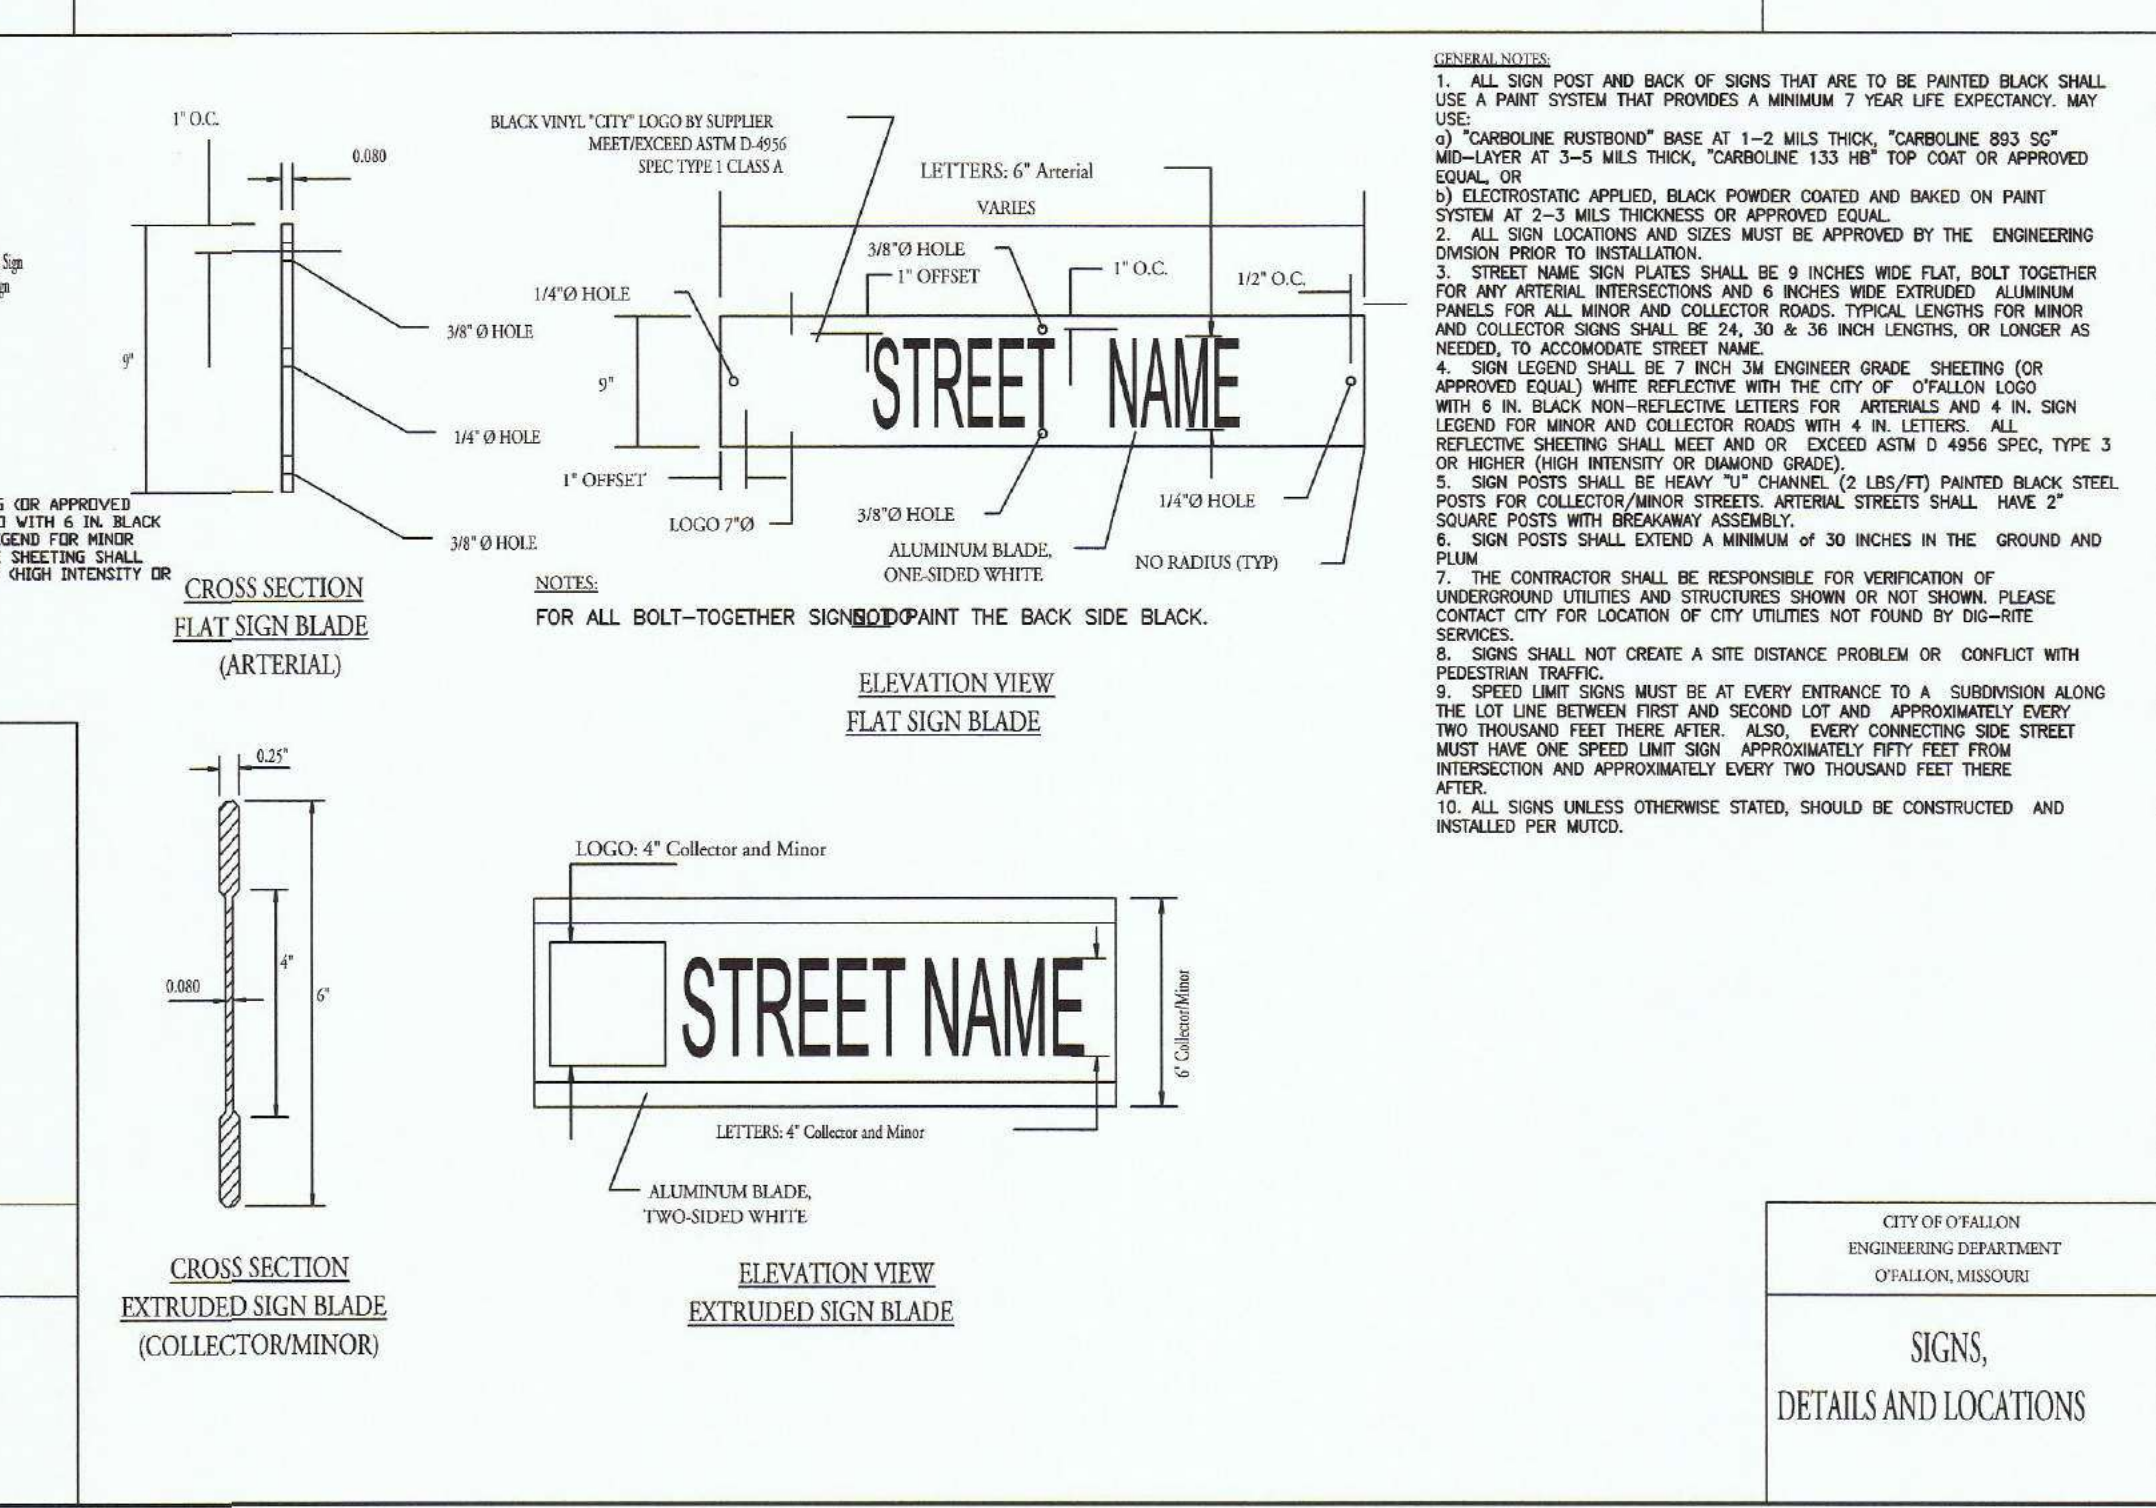 1" O.C.
0.080
9"
3/8" Ø HOLE
1/4" Ø HOLE
3/8" Ø HOLE
CROSS SECTION
FLAT SIGN BLADE
(ARTERIAL)
Sign
(OR APPROVED
WITH 6 IN. BLACK
GEND FOR MINOR
SHEETING SHALL
(HIGH INTENSITY OR
BLACK VINYL "CITY" LOGO BY SUPPLIER
MEET/EXCEED ASTM D-4956
SPEC TYPE 1 CLASS A
LETTERS: 6" Arterial
VARIES
3/8"Ø HOLE
1" OFFSET
1" O.C.
1/2" O.C.
1/4"Ø HOLE
9"
STREET NAME
1" OFFSET
LOGO 7"Ø
3/8"Ø HOLE
1/4"Ø HOLE
ALUMINUM BLADE,
ONE-SIDED WHITE
NO RADIUS (TYP)
NOTES:
FOR ALL BOLT-TOGETHER SIGNS DO NOT PAINT THE BACK SIDE BLACK.
ELEVATION VIEW
FLAT SIGN BLADE
0.25"
0.080
4"
6"
CROSS SECTION
EXTRUDED SIGN BLADE
(COLLECTOR/MINOR)
LOGO: 4" Collector and Minor
STREET NAME
6" Collector/Minor
LETTERS: 4" Collector and Minor
ALUMINUM BLADE,
TWO-SIDED WHITE
ELEVATION VIEW
EXTRUDED SIGN BLADE
GENERAL NOTES:
1. ALL SIGN POST AND BACK OF SIGNS THAT ARE TO BE PAINTED BLACK SHALL
USE A PAINT SYSTEM THAT PROVIDES A MINIMUM 7 YEAR LIFE EXPECTANCY. MAY
USE:
a) "CARBOLINE RUSTBOND" BASE AT 1-2 MILS THICK, "CARBOLINE 893 SG"
MID-LAYER AT 3-5 MILS THICK, "CARBOLINE 133 HB" TOP COAT OR APPROVED
EQUAL, OR
b) ELECTROSTATIC APPLIED, BLACK POWDER COATED AND BAKED ON PAINT
SYSTEM AT 2-3 MILS THICKNESS OR APPROVED EQUAL.
2. ALL SIGN LOCATIONS AND SIZES MUST BE APPROVED BY THE ENGINEERING
DIVISION PRIOR TO INSTALLATION.
3. STREET NAME SIGN PLATES SHALL BE 9 INCHES WIDE FLAT, BOLT TOGETHER
FOR ANY ARTERIAL INTERSECTIONS AND 6 INCHES WIDE EXTRUDED ALUMINUM
PANELS FOR ALL MINOR AND COLLECTOR ROADS. TYPICAL LENGTHS FOR MINOR
AND COLLECTOR SIGNS SHALL BE 24, 30 & 36 INCH LENGTHS, OR LONGER AS
NEEDED, TO ACCOMODATE STREET NAME.
4. SIGN LEGEND SHALL BE 7 INCH 3M ENGINEER GRADE SHEETING (OR
APPROVED EQUAL) WHITE REFLECTIVE WITH THE CITY OF O'FALLON LOGO
WITH 6 IN. BLACK NON-REFLECTIVE LETTERS FOR ARTERIALS AND 4 IN. SIGN
LEGEND FOR MINOR AND COLLECTOR ROADS WITH 4 IN. LETTERS. ALL
REFLECTIVE SHEETING SHALL MEET AND OR EXCEED ASTM D 4956 SPEC, TYPE 3
OR HIGHER (HIGH INTENSITY OR DIAMOND GRADE).
5. SIGN POSTS SHALL BE HEAVY "U" CHANNEL (2 LBS/FT) PAINTED BLACK STEEL
POSTS FOR COLLECTOR/MINOR STREETS. ARTERIAL STREETS SHALL HAVE 2"
SQUARE POSTS WITH BREAKAWAY ASSEMBLY.
6. SIGN POSTS SHALL EXTEND A MINIMUM of 30 INCHES IN THE GROUND AND
PLUM
7. THE CONTRACTOR SHALL BE RESPONSIBLE FOR VERIFICATION OF
UNDERGROUND UTILITIES AND STRUCTURES SHOWN OR NOT SHOWN. PLEASE
CONTACT CITY FOR LOCATION OF CITY UTILITIES NOT FOUND BY DIG-RITE
SERVICES.
8. SIGNS SHALL NOT CREATE A SITE DISTANCE PROBLEM OR CONFLICT WITH
PEDESTRIAN TRAFFIC.
9. SPEED LIMIT SIGNS MUST BE AT EVERY ENTRANCE TO A SUBDIVISION ALONG
THE LOT LINE BETWEEN FIRST AND SECOND LOT AND APPROXIMATELY EVERY
TWO THOUSAND FEET THERE AFTER. ALSO, EVERY CONNECTING SIDE STREET
MUST HAVE ONE SPEED LIMIT SIGN APPROXIMATELY FIFTY FEET FROM
INTERSECTION AND APPROXIMATELY EVERY TWO THOUSAND FEET THERE
AFTER.
10. ALL SIGNS UNLESS OTHERWISE STATED, SHOULD BE CONSTRUCTED AND
INSTALLED PER MUTCD.
CITY OF O'FALLON
ENGINEERING DEPARTMENT
O'FALLON, MISSOURI
SIGNS,
DETAILS AND LOCATIONS